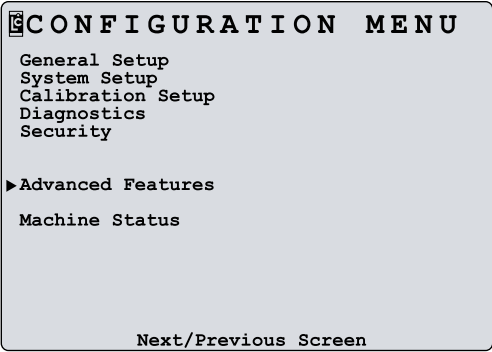 CONFIGURATION MENU
General Setup
System Setup
Calibration Setup
Diagnostics
Security
Advanced Features
Machine Status
Next/Previous Screen